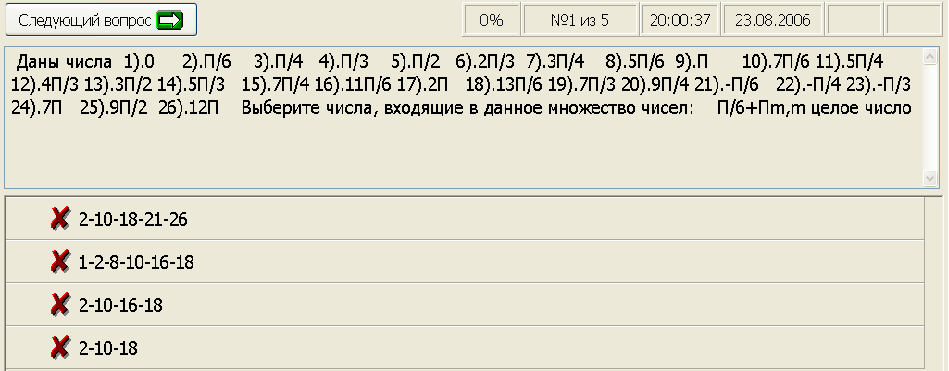 Следующий вопрос 0% №1 из 5 20:00:37 23.08.2006
Даны числа 1).0 2).П/6 3).П/4 4).П/3 5).П/2 6).2П/3 7).3П/4 8).5П/6 9).П 10).7П/6 11).5П/4
12).4П/3 13).3П/2 14).5П/3 15).7П/4 16).11П/6 17).2П 18).13П/6 19).7П/3 20).9П/4 21).-П/6 22).-П/4 23).-П/3
24).7П 25).9П/2 26).12П Выберите числа, входящие в данное множество чисел: П/6+Пm,m целое число
2-10-18-21-26
1-2-8-10-16-18
2-10-16-18
2-10-18